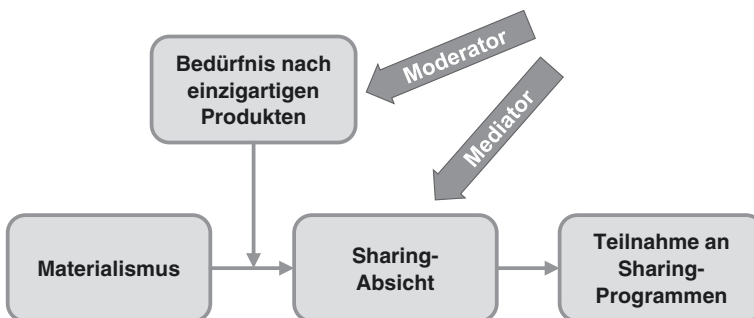 Bedürfnis nach
einzigartigen
Produkten
Moderator
Mediator
Materialismus
Sharing-
Absicht
Teilnahme an
Sharing-
Programmen